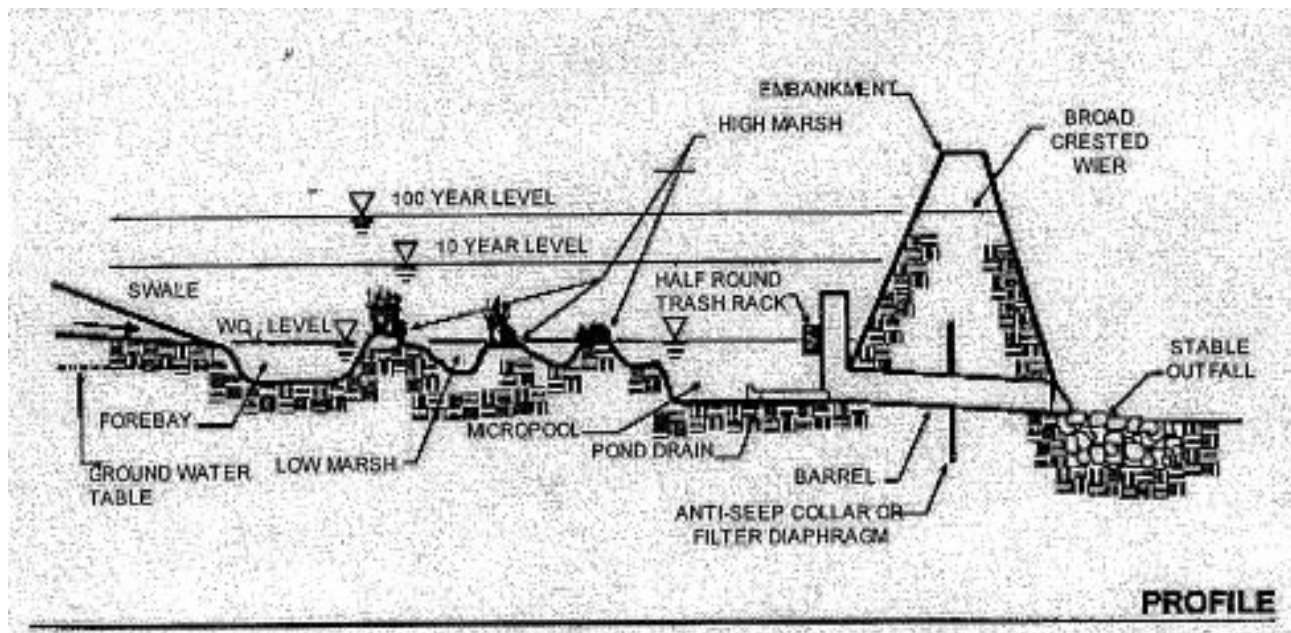 EMBANKMENT
HIGH MARSH
BROAD
CRESTED
WIER
100 YEAR LEVEL
10 YEAR LEVEL
SWALE
HALF ROUND
TRASH RACK
WQ, LEVEL
STABLE
OUTFALL
FOREBAY
MICROPOOL
LOW MARSH
POND DRAIN
GROUND WATER
TABLE
BARREL
ANTI-SEEP COLLAR OR
FILTER DIAPHRAGM
PROFILE